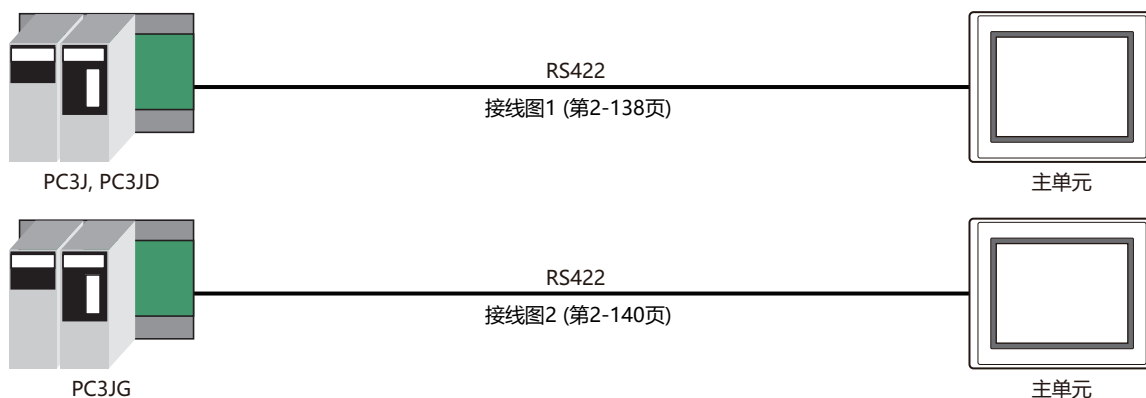 RS422
接线图1 (第2-138页)
PC3J, PC3JD
主单元
RS422
接线图2 (第2-140页)
PC3JG
主单元